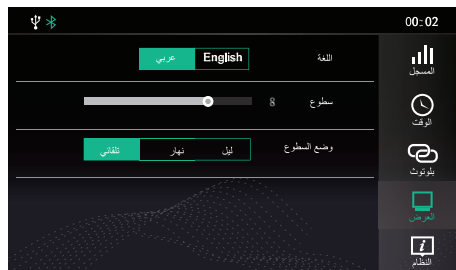 00:02
اللغة
English
عربي
سطوع
8
وضع السطوع
ليل
نهار
تلقائي
المسجل
الوقت
بلوتوث
العرض
النظام